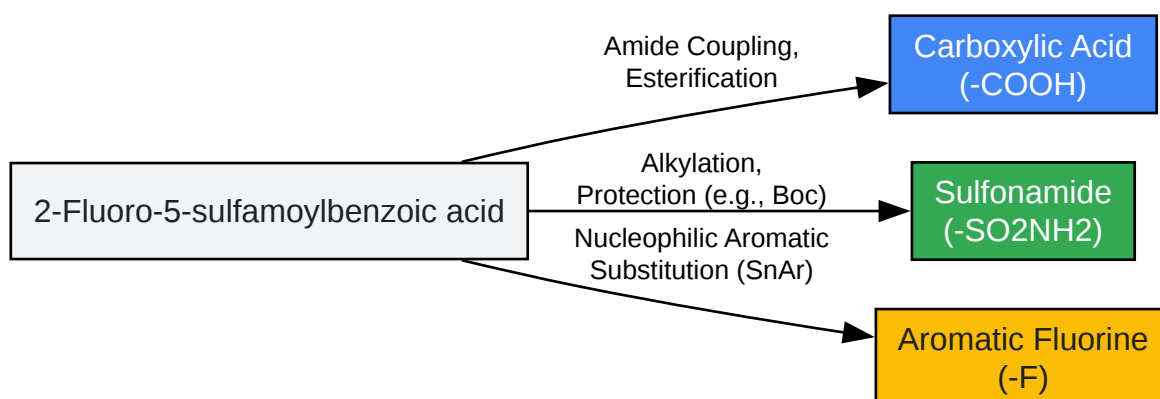 Amide Coupling,
Esterification
Carboxylic Acid
(-COOH)
2-Fluoro-5-sulfamoylbenzoic acid
Alkylation,
Protection (e.g., Boc)
Sulfonamide
(-SO2NH2)
Nucleophilic Aromatic
Substitution (SnAr)
Aromatic Fluorine
(-F)